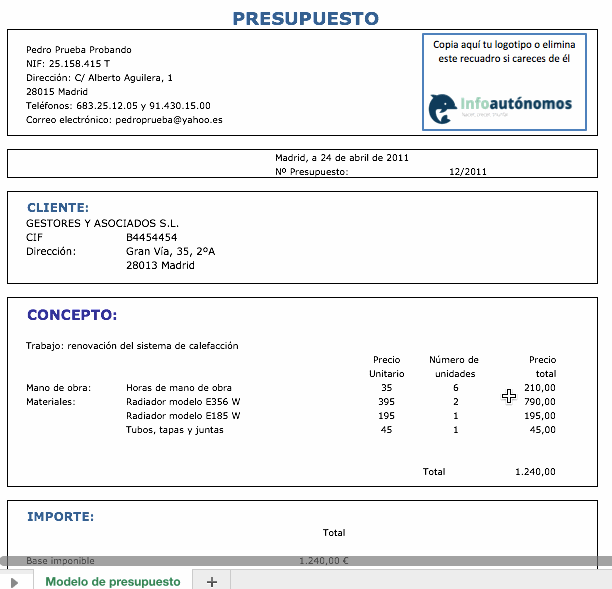 PRESUPUESTO
Pedro Prueba Probando
NIF: 25.158.415 T
Dirección: C/ Alberto Aguilera, 1
28015 Madrid
Teléfonos: 683.25.12.05 y 91.430.15.00
Correo electrónico: pedroprueba@yahoo.es
Copia aquí tu logotipo o elimina
este recuadro si careces de él
infoautónomos
Madrid, a 24 de abril de 2011
Nº Presupuesto: 12/2011
CLIENTE:
GESTORES Y ASOCIADOS S.L.
CIF B4454454
Dirección: Gran Vía, 35, 2ºA
28013 Madrid
CONCEPTO:
Trabajo: renovación del sistema de calefacción
Precio Número de Precio
Unitario unidades total
Mano de obra: Horas de mano de obra 35 6 210,00
Materiales: Radiador modelo E356 W 395 2 790,00
Radiador modelo E185 W 195 1 195,00
Tubos, tapas y juntas 45 1 45,00
Total 1.240,00
IMPORTE:
Total
Base imponible 1.240,00 €
Modelo de presupuesto